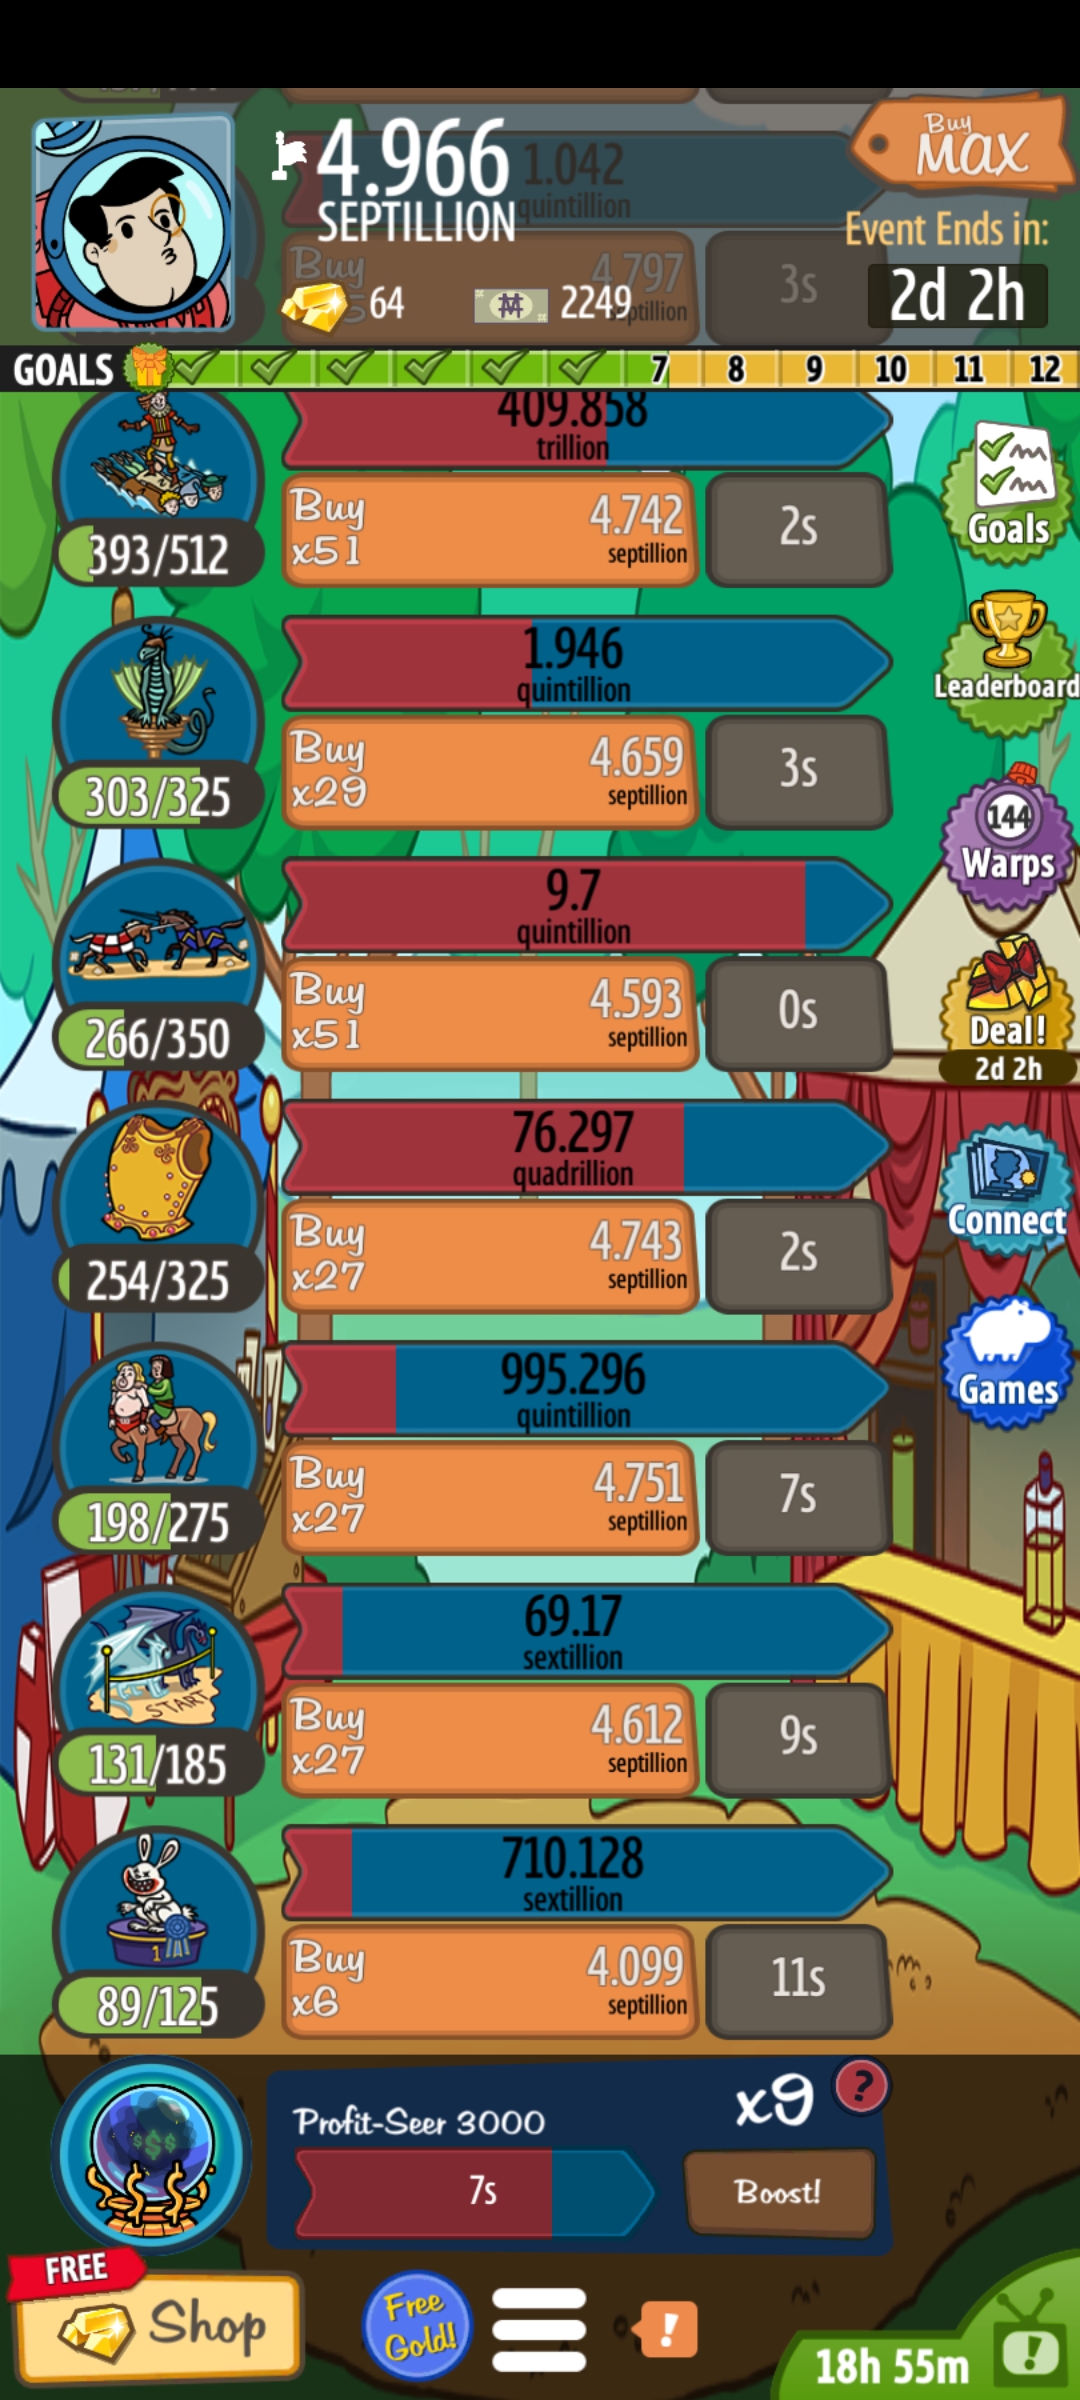 4.966
1.042
SEPTILLION
quintillion
Buy
MAX
Event Ends in:
2d 2h
Buy
4.797
3s
64
2249
septillion
GOALS
7
8
9
10
11
12
409.858
trillion
393/512
Buy
x51
4.742
septillion
2s
Goals
1.946
quintillion
303/325
Buy
x29
4.659
septillion
3s
Leaderboard
9.7
quintillion
266/350
Buy
x51
4.593
septillion
0s
144
Warps
Deal!
2d 2h
76.297
quadrillion
254/325
Buy
x27
4.743
septillion
2s
Connect
995.296
quintillion
198/275
Buy
x27
4.751
septillion
7s
Games
69.17
sextillion
START
131/185
Buy
x27
4.612
septillion
9s
710.128
sextillion
1
89/125
Buy
x6
4.099
septillion
11s
$$$
Profit-Seer 3000
x9
?
7s
Boost!
FREE
Shop
Free
Gold!
!
18h 55m
!